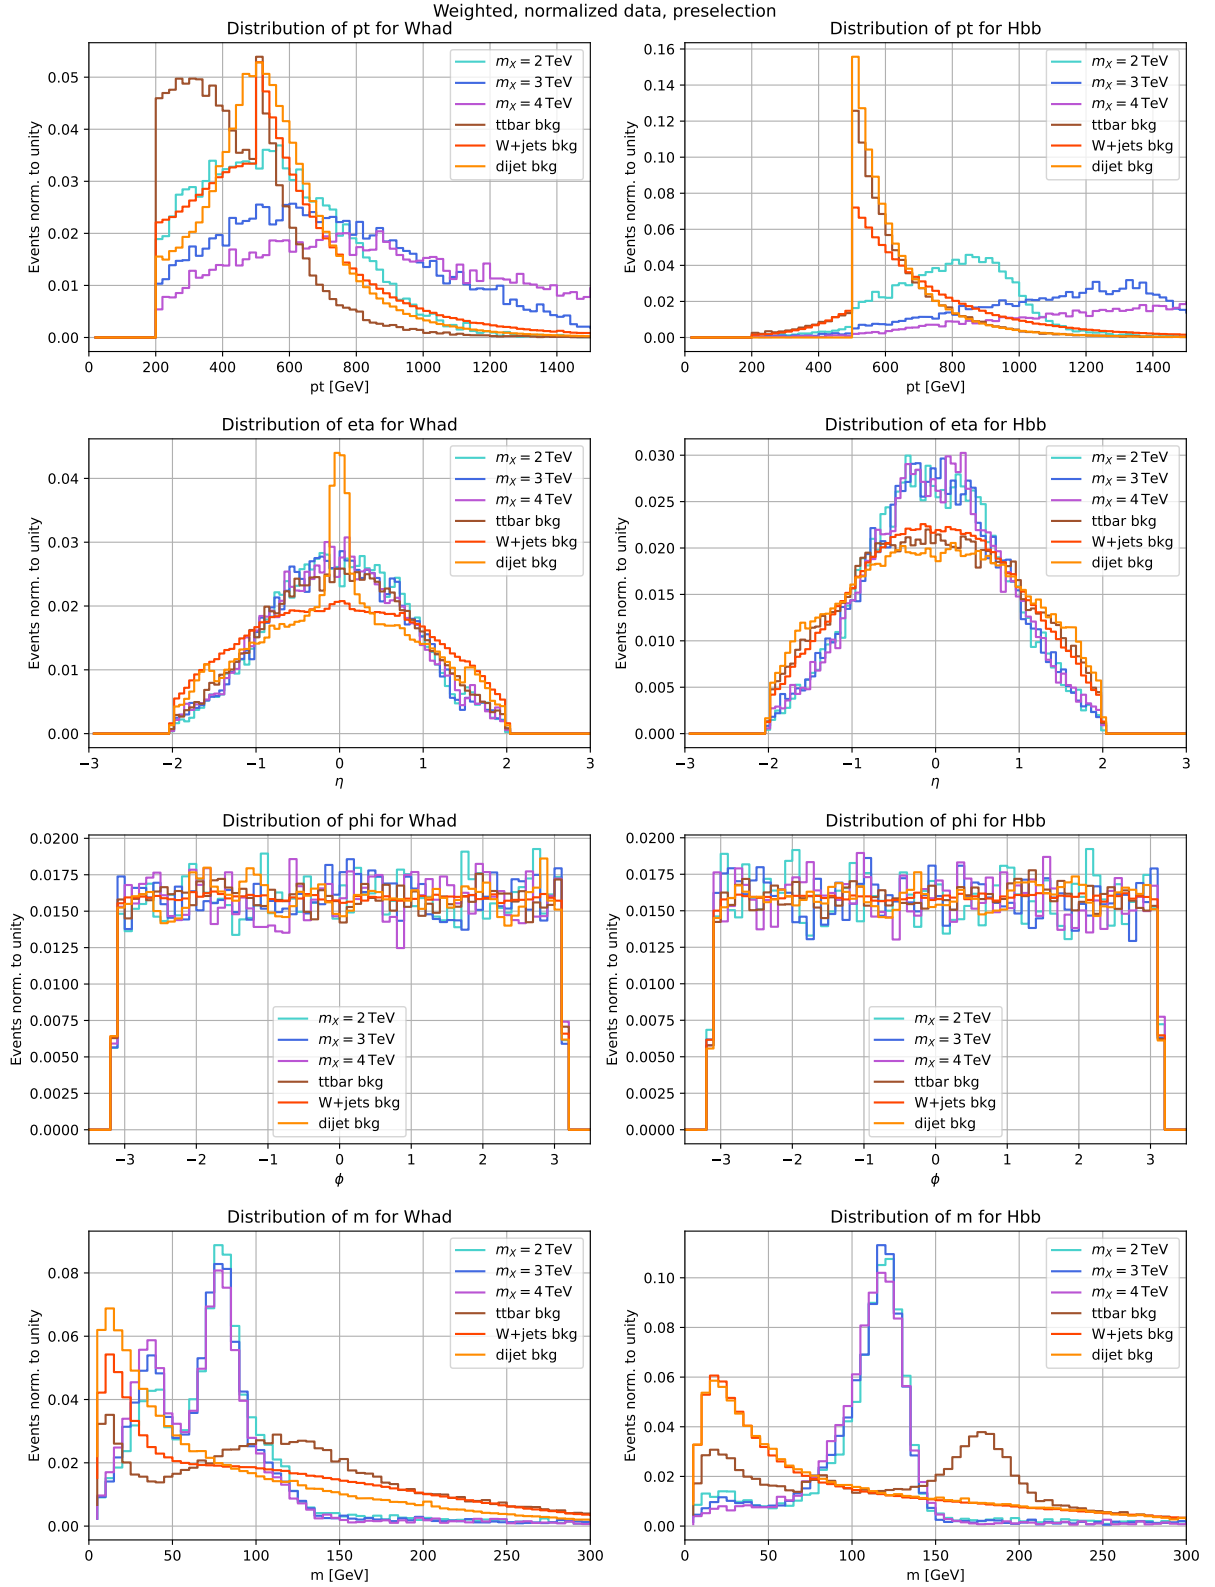 Weighted, normalized data, preselection
Distribution of pt for Whad
Events norm. to unity
0.05
0.04
0.03
0.02
0.01
0.00
m_X = 2 TeV
m_X = 3 TeV
m_X = 4 TeV
ttbar bkg
W+jets bkg
dijet bkg
0 200 400 600 800 1000 1200 1400
pt [GeV]
Distribution of pt for Hbb
Events norm. to unity
0.16
0.14
0.12
0.10
0.08
0.06
0.04
0.02
0.00
m_X = 2 TeV
m_X = 3 TeV
m_X = 4 TeV
ttbar bkg
W+jets bkg
dijet bkg
0 200 400 600 800 1000 1200 1400
pt [GeV]
Distribution of eta for Whad
Events norm. to unity
0.04
0.03
0.02
0.01
0.00
m_X = 2 TeV
m_X = 3 TeV
m_X = 4 TeV
ttbar bkg
W+jets bkg
dijet bkg
−3 −2 −1 0 1 2 3
η
Distribution of eta for Hbb
Events norm. to unity
0.030
0.025
0.020
0.015
0.010
0.005
0.000
m_X = 2 TeV
m_X = 3 TeV
m_X = 4 TeV
ttbar bkg
W+jets bkg
dijet bkg
−3 −2 −1 0 1 2 3
η
Distribution of phi for Whad
Events norm. to unity
0.0200
0.0175
0.0150
0.0125
0.0100
0.0075
0.0050
0.0025
0.0000
m_X = 2 TeV
m_X = 3 TeV
m_X = 4 TeV
ttbar bkg
W+jets bkg
dijet bkg
−3 −2 −1 0 1 2 3
ϕ
Distribution of phi for Hbb
Events norm. to unity
0.0200
0.0175
0.0150
0.0125
0.0100
0.0075
0.0050
0.0025
0.0000
m_X = 2 TeV
m_X = 3 TeV
m_X = 4 TeV
ttbar bkg
W+jets bkg
dijet bkg
−3 −2 −1 0 1 2 3
ϕ
Distribution of m for Whad
Events norm. to unity
0.08
0.06
0.04
0.02
0.00
m_X = 2 TeV
m_X = 3 TeV
m_X = 4 TeV
ttbar bkg
W+jets bkg
dijet bkg
0 50 100 150 200 250 300
m [GeV]
Distribution of m for Hbb
Events norm. to unity
0.10
0.08
0.06
0.04
0.02
0.00
m_X = 2 TeV
m_X = 3 TeV
m_X = 4 TeV
ttbar bkg
W+jets bkg
dijet bkg
0 50 100 150 200 250 300
m [GeV]